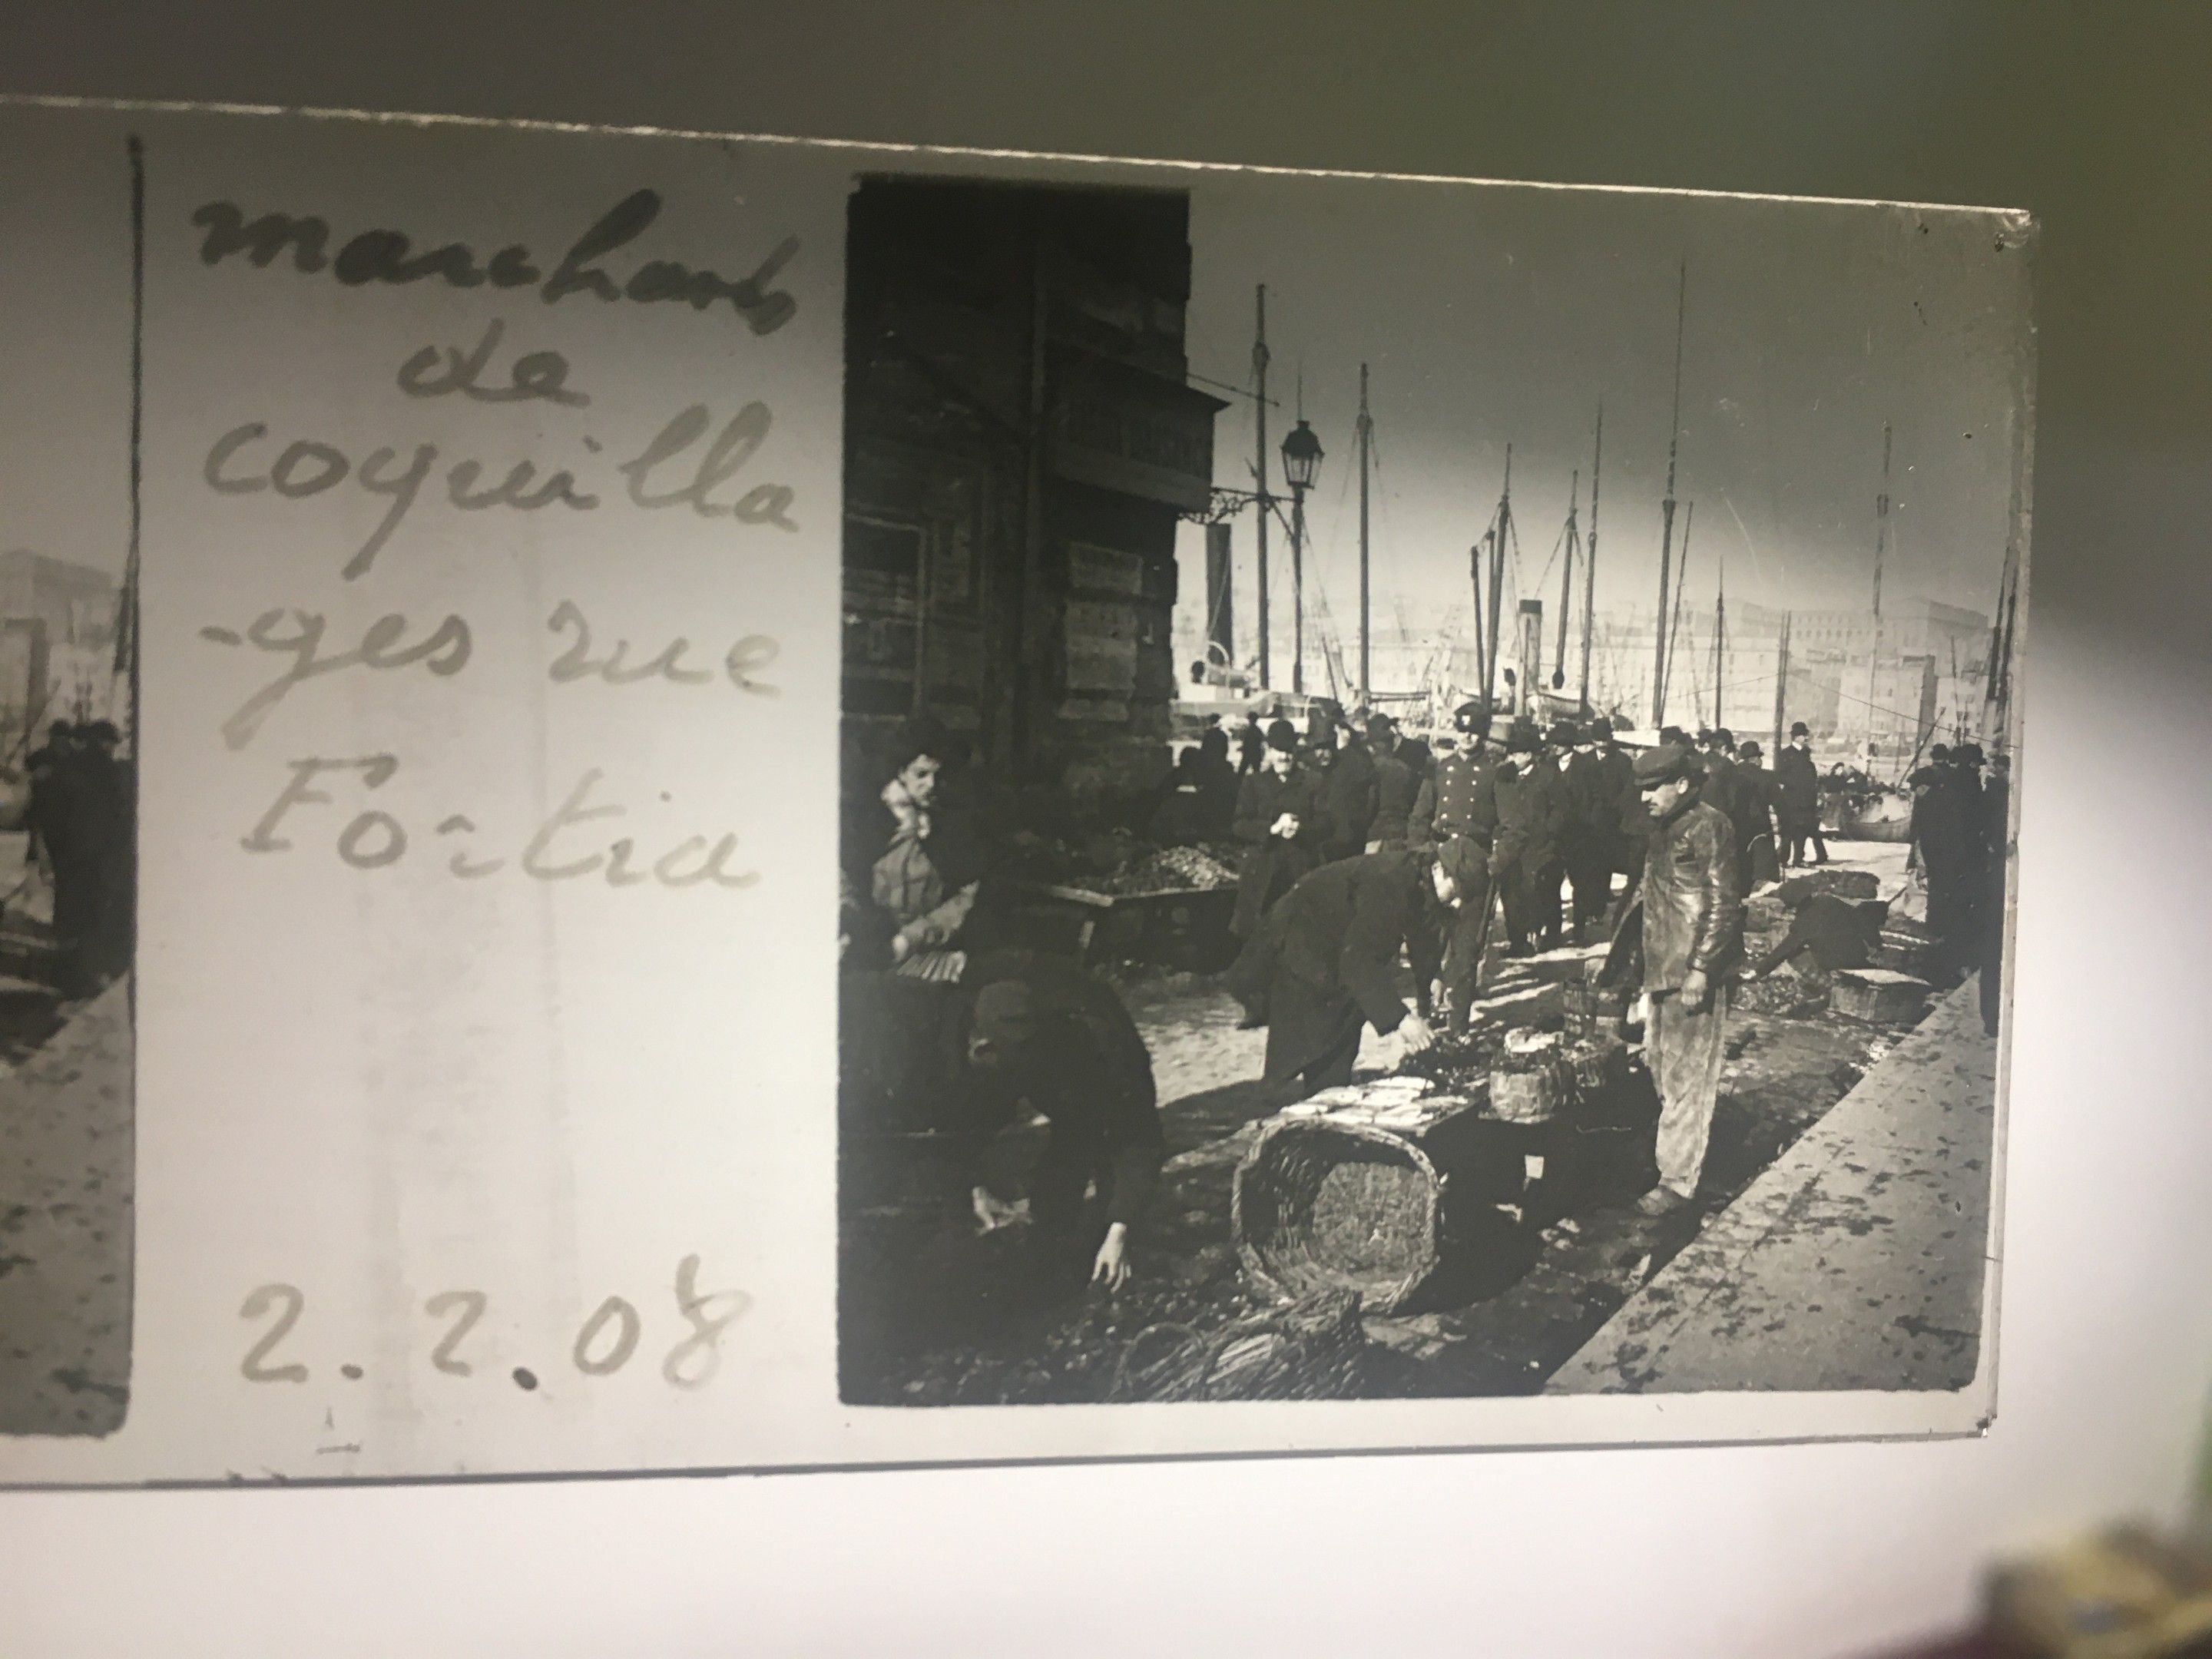 marchands
de
coquilla
-ges rue
Fortia
2.2.08